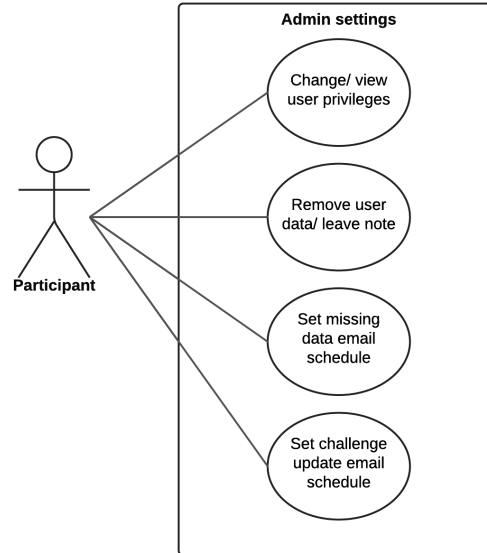 Admin settings
Change/ view
user privileges
Remove user
data/ leave note
Participant
Set missing
data email
schedule
Set challenge
update email
schedule